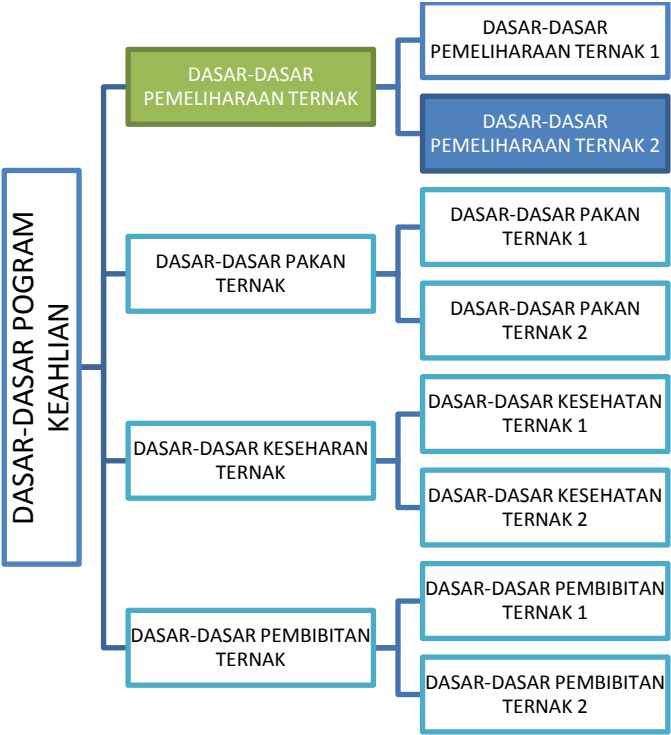 DASAR-DASAR POGRAM
KEAHLIAN
DASAR-DASAR
PEMELIHARAAN TERNAK
DASAR-DASAR
PEMELIHARAAN TERNAK 1
DASAR-DASAR
PEMELIHARAAN TERNAK 2
DASAR-DASAR PAKAN
TERNAK
DASAR-DASAR PAKAN
TERNAK 1
DASAR-DASAR PAKAN
TERNAK 2
DASAR-DASAR KESEHARAN
TERNAK
DASAR-DASAR KESEHATAN
TERNAK 1
DASAR-DASAR KESEHATAN
TERNAK 2
DASAR-DASAR PEMBIBITAN
TERNAK
DASAR-DASAR PEMBIBITAN
TERNAK 1
DASAR-DASAR PEMBIBITAN
TERNAK 2